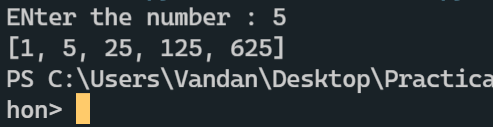 ENter the number : 5
[1, 5, 25, 125, 625]
PS C:\Users\Vandan\Desktop\Practica
hon>